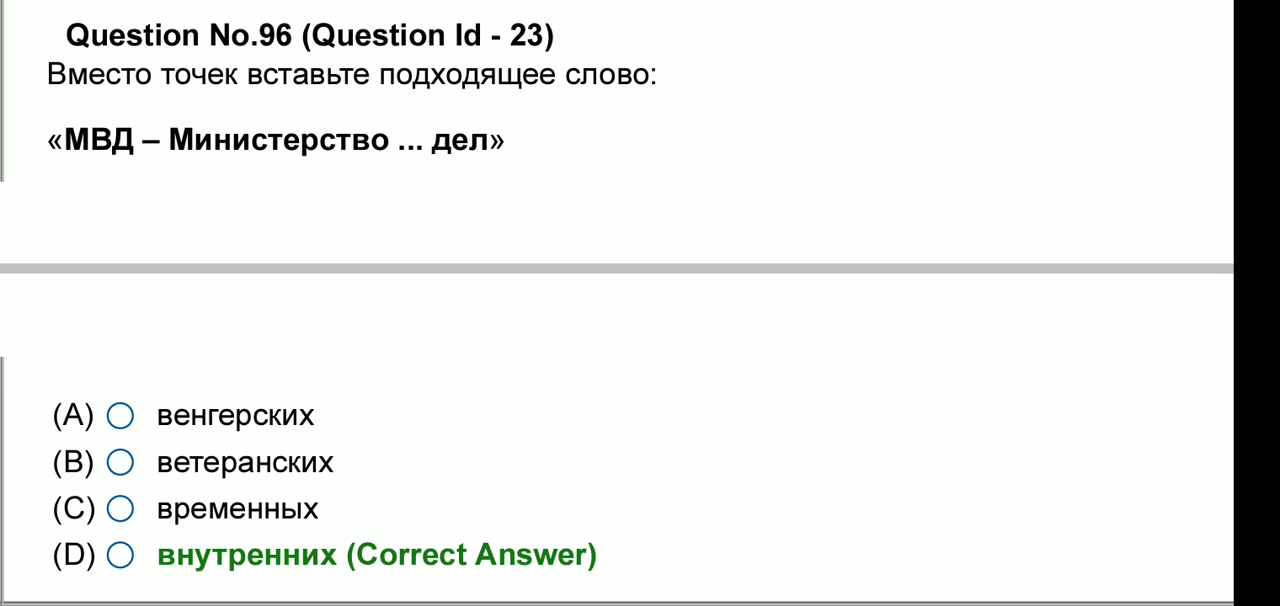 Question No.96 (Question Id - 23)
Вместо точек вставьте подходящее слово:
«МВД – Министерство ... дел»
(A) венгерских
(B) ветеранских
(C) временных
(D) внутренних (Correct Answer)